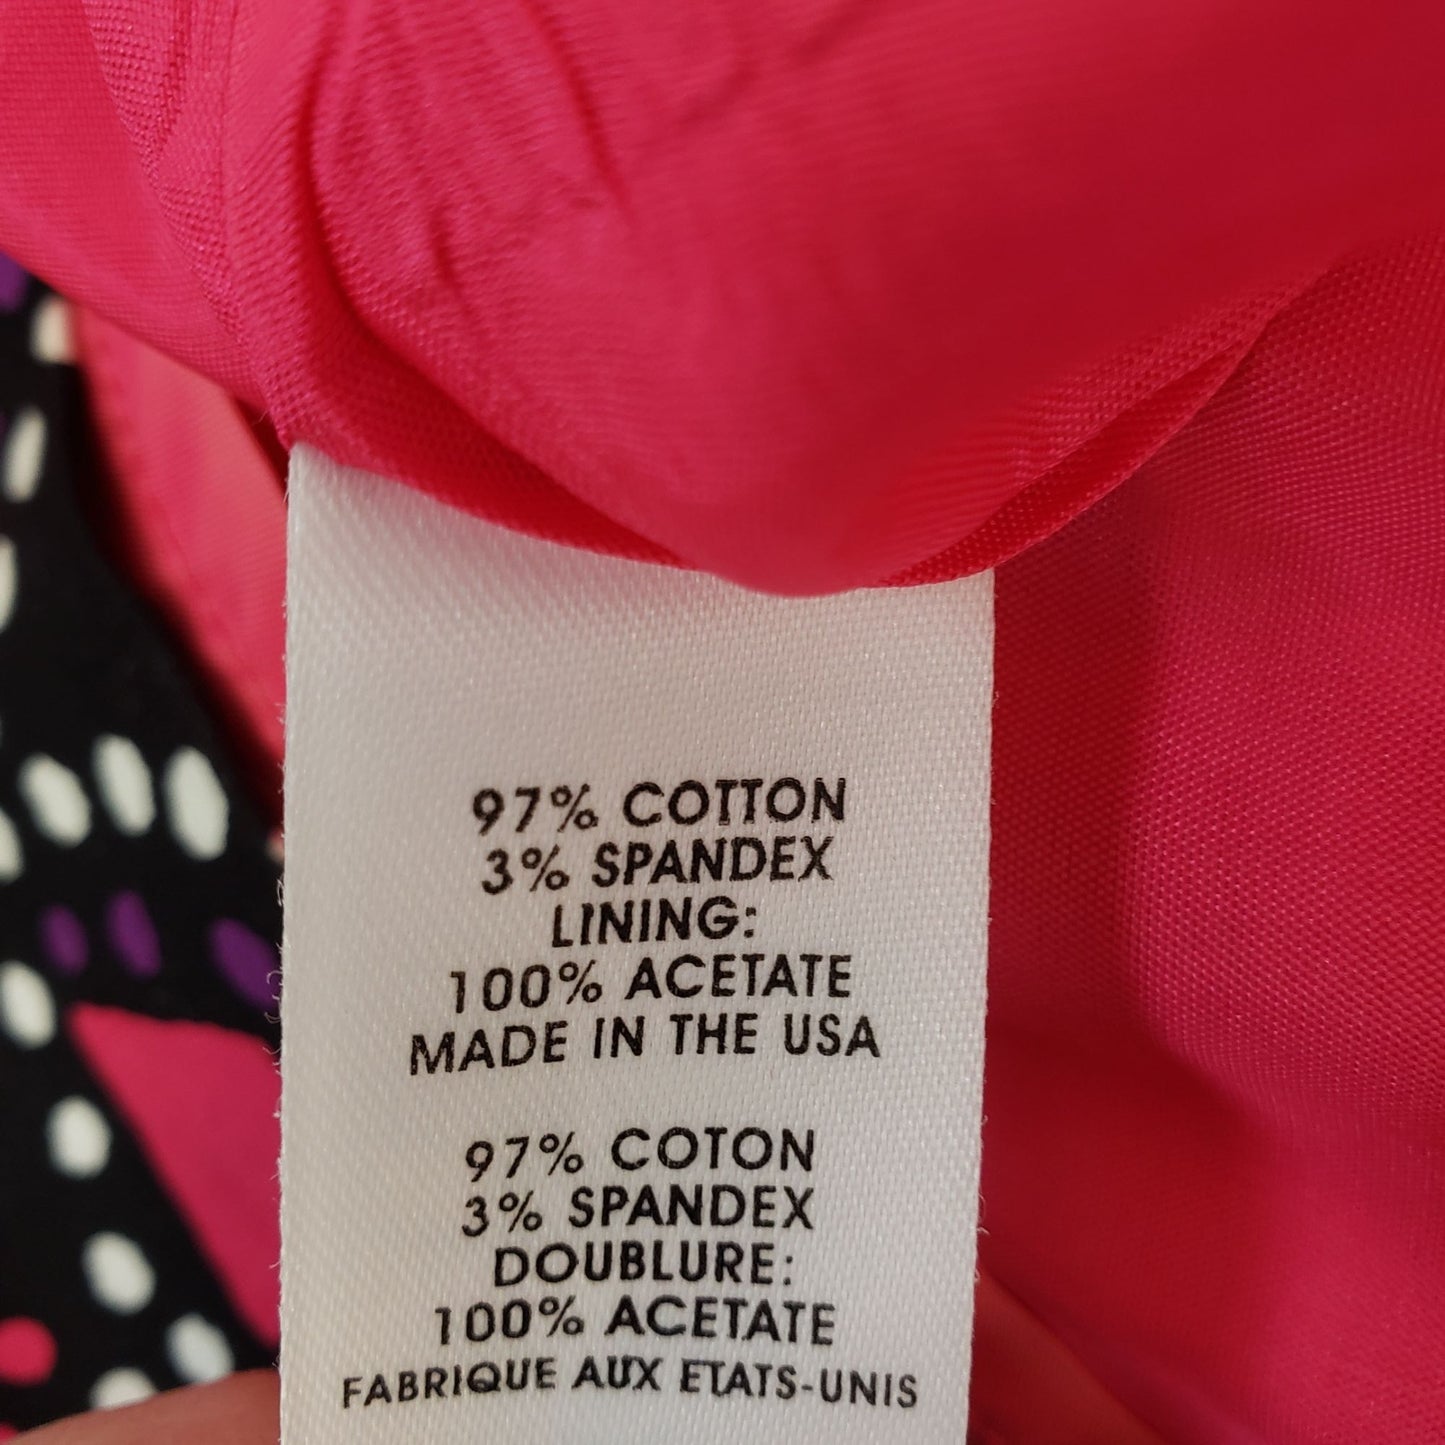 97% COTTON
3% SPANDEX
LINING:
100% ACETATE
MADE IN THE USA
97% COTON
3% SPANDEX
DOUBLURE:
100% ACETATE
FABRIQUE AUX ETATS-UNIS